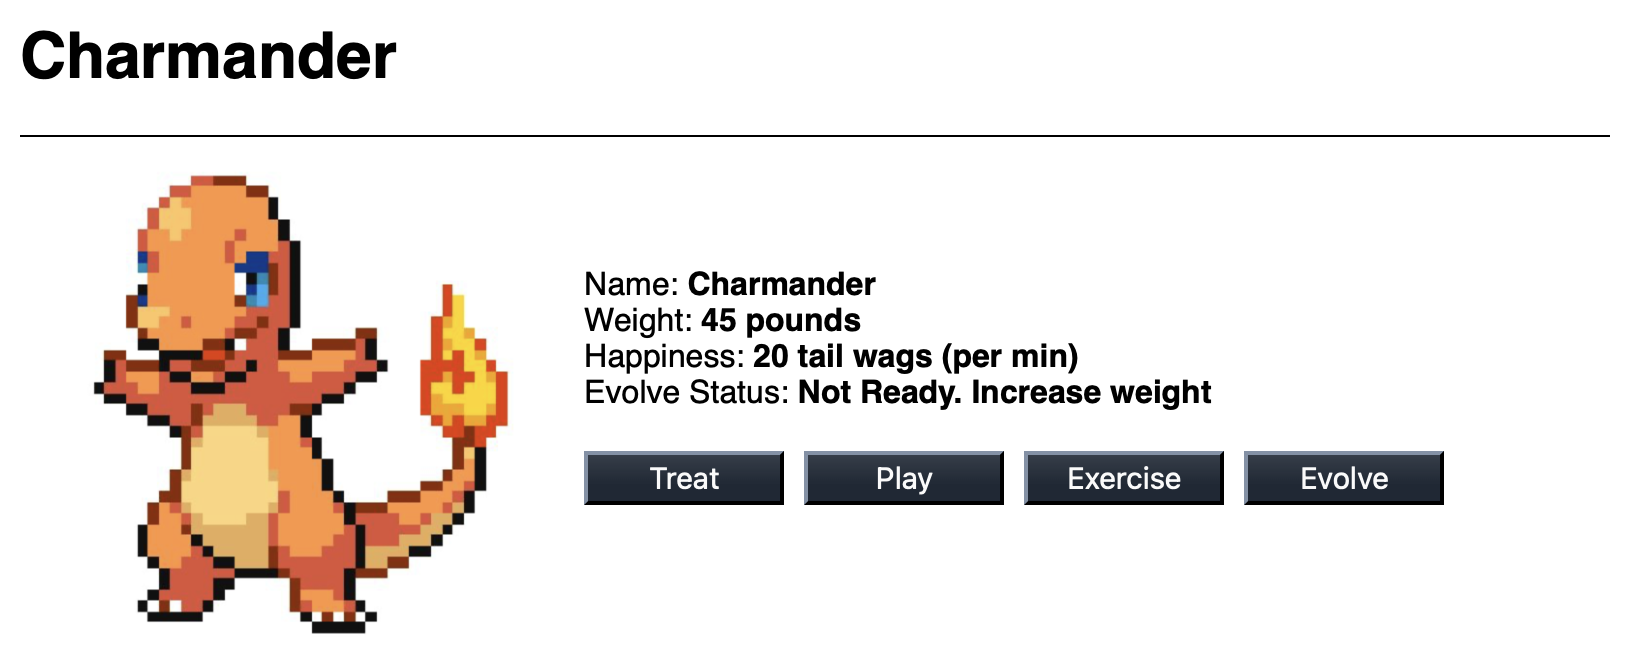 Charmander
Name: Charmander
Weight: 45 pounds
Happiness: 20 tail wags (per min)
Evolve Status: Not Ready. Increase weight
Treat Play Exercise Evolve